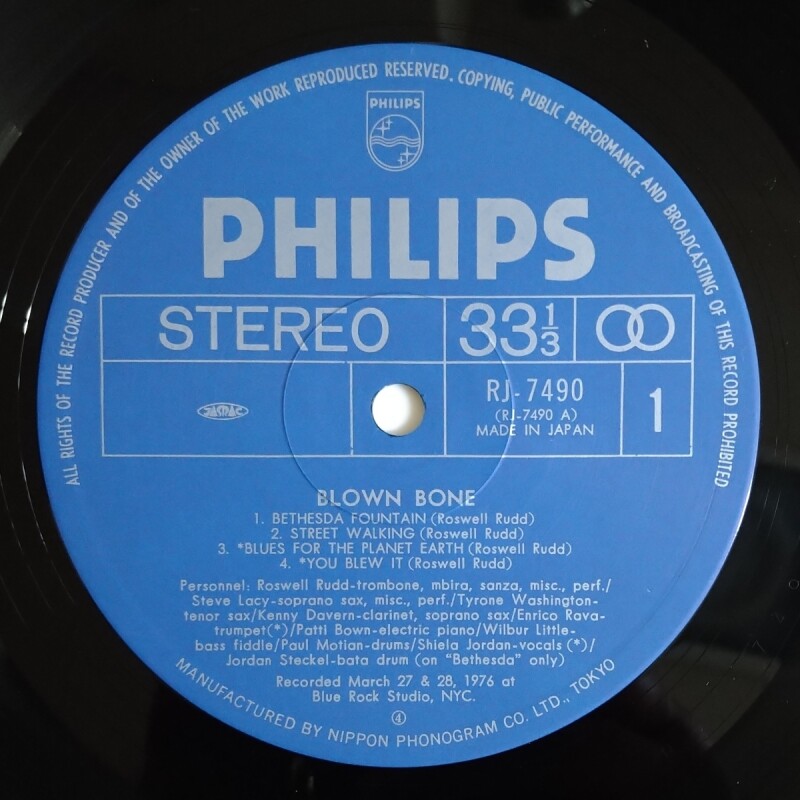 ALL RIGHTS OF THE RECORD PRODUCER AND OF THE OWNER OF THE WORK REPRODUCED RESERVED. COPYING, PUBLIC PERFORMANCE AND BROADCASTING OF THIS RECORD PROHIBITED
PHILIPS
PHILIPS
STEREO 33 1/3
JASRAC RJ-7490 1
(RJ-7490 A)
MADE IN JAPAN
BLOWN BONE
1. BETHESDA FOUNTAIN (Roswell Rudd)
2. STREET WALKING (Roswell Rudd)
3. *BLUES FOR THE PLANET EARTH (Roswell Rudd)
4. *YOU BLEW IT (Roswell Rudd)
Personnel: Roswell Rudd-trombone, mbira, sanza, misc., perf./
Steve Lacy-soprano sax, misc., perf./Tyrone Washington-
tenor sax/Kenny Davern-clarinet, soprano sax/Enrico Rava-
trumpet(*)/Patti Bown-electric piano/Wilbur Little-
bass fiddle/Paul Motian-drums/Shiela Jordan-vocals (*)/
Jordan Steckel-bata drum (on "Bethesda" only)
Recorded March 27 & 28, 1976 at
Blue Rock Studio, NYC.
④
MANUFACTURED BY NIPPON PHONOGRAM CO. LTD., TOKYO